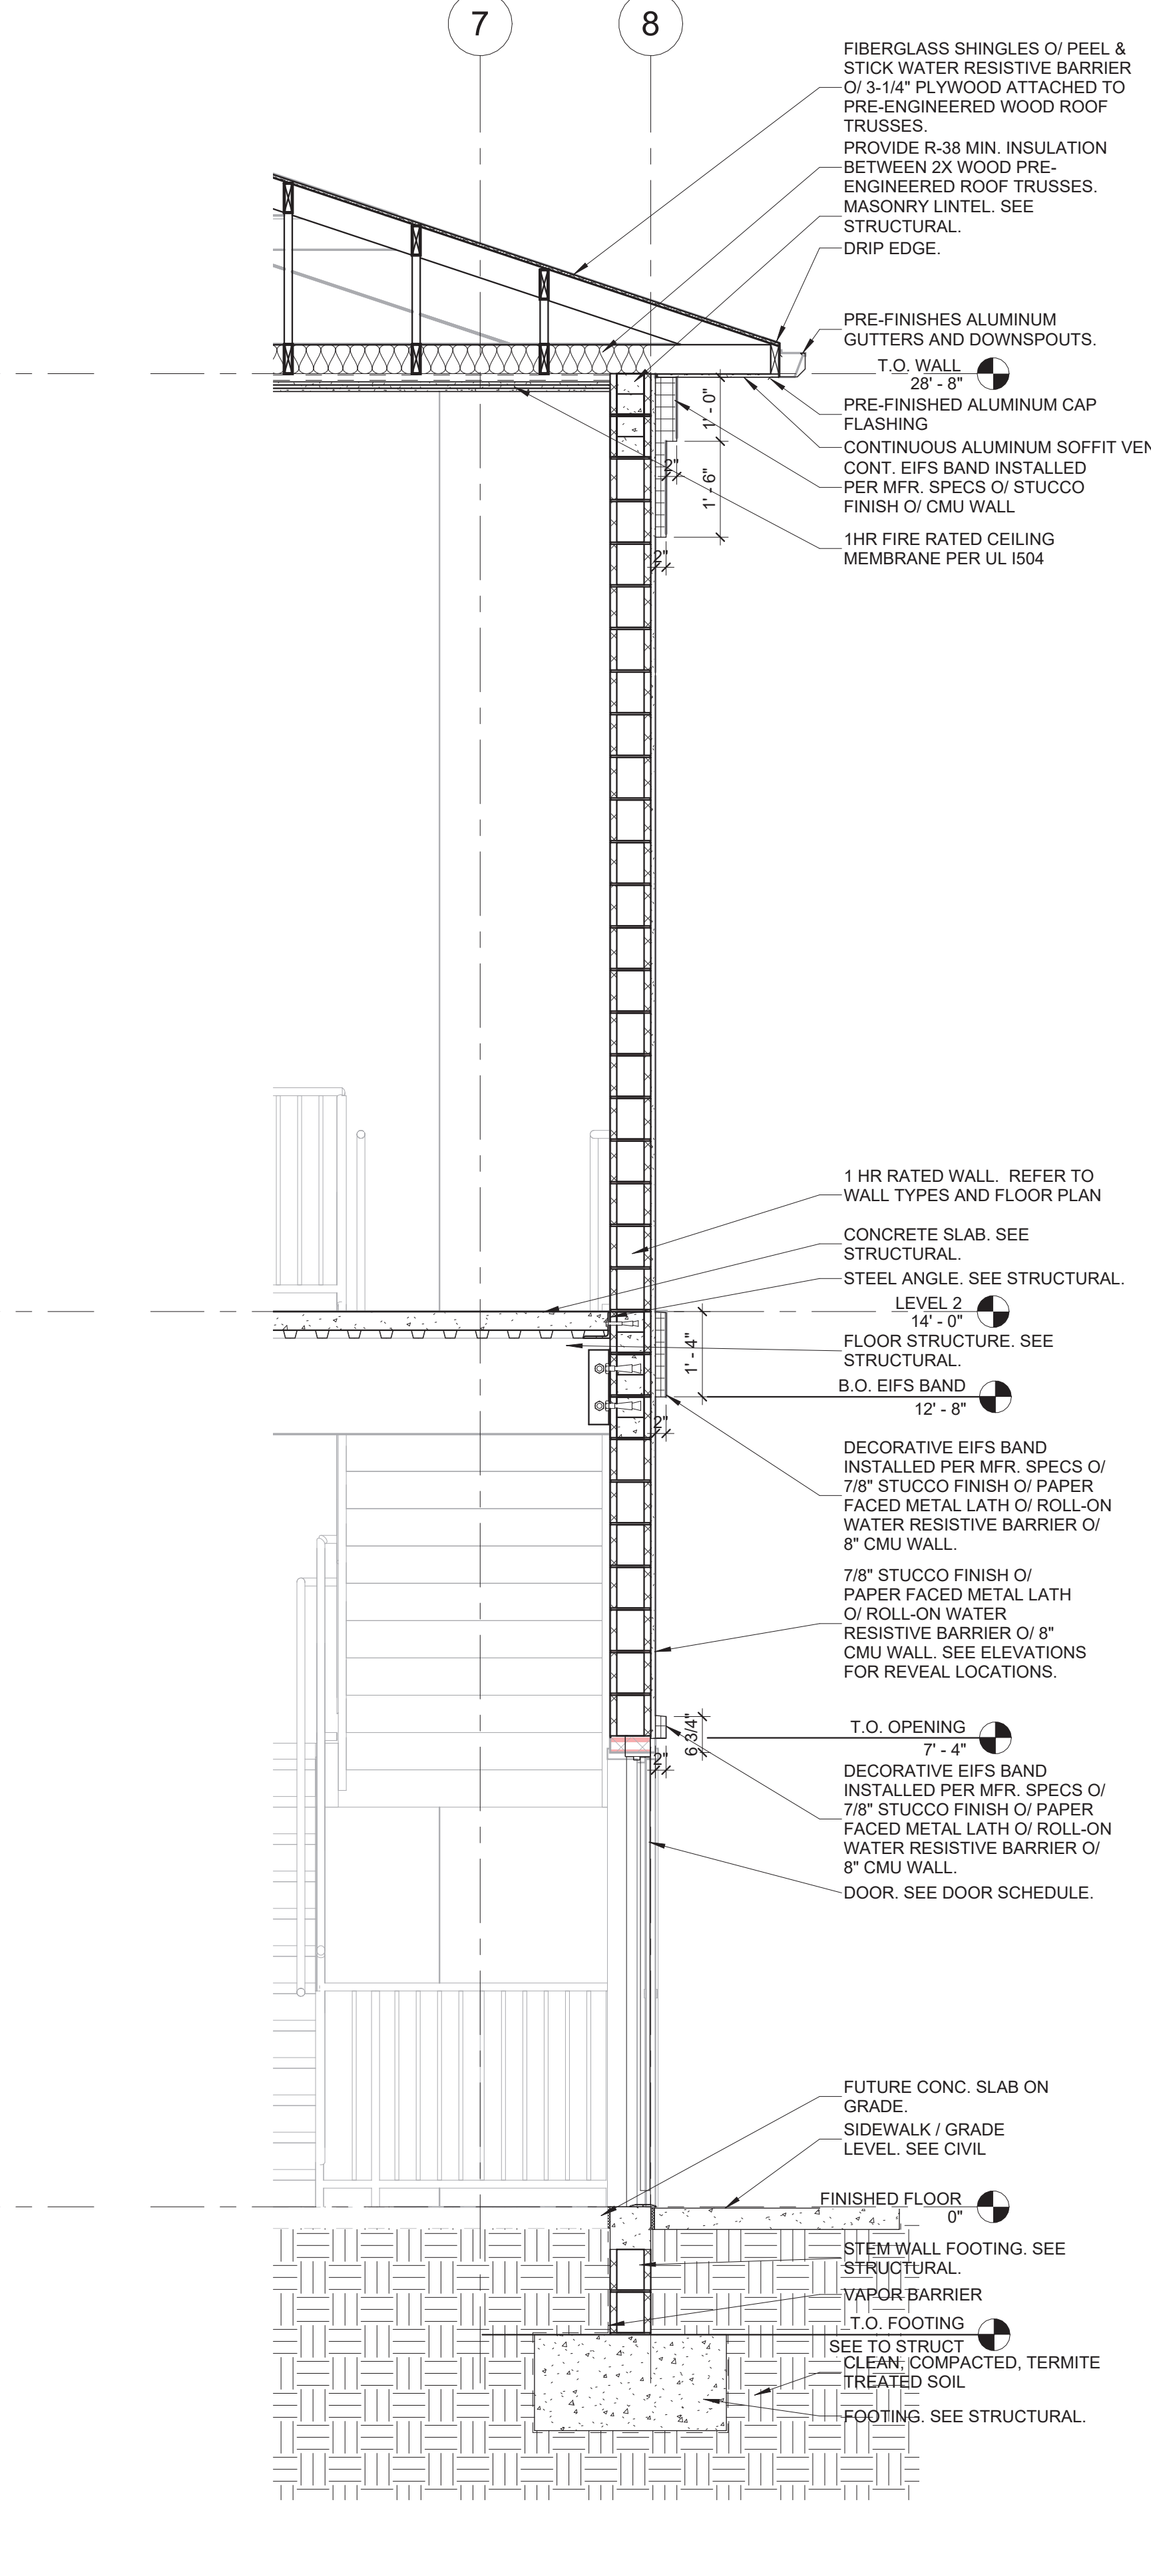 7
8
FIBERGLASS SHINGLES O/ PEEL &
STICK WATER RESISTIVE BARRIER
O/ 3-1/4" PLYWOOD ATTACHED TO
PRE-ENGINEERED WOOD ROOF
TRUSSES.
PROVIDE R-38 MIN. INSULATION
BETWEEN 2X WOOD PRE-
ENGINEERED ROOF TRUSSES.
MASONRY LINTEL. SEE
STRUCTURAL.
DRIP EDGE.
PRE-FINISHES ALUMINUM
GUTTERS AND DOWNSPOUTS.
T.O. WALL
28' - 8"
PRE-FINISHED ALUMINUM CAP
FLASHING
CONTINUOUS ALUMINUM SOFFIT VEN
CONT. EIFS BAND INSTALLED
PER MFR. SPECS O/ STUCCO
FINISH O/ CMU WALL
1' - 0"
2"
1' - 6"
2"
1HR FIRE RATED CEILING
MEMBRANE PER UL I504
1 HR RATED WALL.  REFER TO
WALL TYPES AND FLOOR PLAN
CONCRETE SLAB. SEE
STRUCTURAL.
STEEL ANGLE. SEE STRUCTURAL.
LEVEL 2
14' - 0"
FLOOR STRUCTURE. SEE
STRUCTURAL.
1' - 4"
B.O. EIFS BAND
12' - 8"
2"
DECORATIVE EIFS BAND
INSTALLED PER MFR. SPECS O/
7/8" STUCCO FINISH O/ PAPER
FACED METAL LATH O/ ROLL-ON
WATER RESISTIVE BARRIER O/
8" CMU WALL.
7/8" STUCCO FINISH O/
PAPER FACED METAL LATH
O/ ROLL-ON WATER
RESISTIVE BARRIER O/ 8"
CMU WALL. SEE ELEVATIONS
FOR REVEAL LOCATIONS.
6 3/4"
T.O. OPENING
7' - 4"
2"
DECORATIVE EIFS BAND
INSTALLED PER MFR. SPECS O/
7/8" STUCCO FINISH O/ PAPER
FACED METAL LATH O/ ROLL-ON
WATER RESISTIVE BARRIER O/
8" CMU WALL.
DOOR. SEE DOOR SCHEDULE.
FUTURE CONC. SLAB ON
GRADE.
SIDEWALK / GRADE
LEVEL. SEE CIVIL
FINISHED FLOOR
0"
STEM WALL FOOTING. SEE
STRUCTURAL.
VAPOR BARRIER
T.O. FOOTING
SEE TO STRUCT
CLEAN, COMPACTED, TERMITE
TREATED SOIL
FOOTING. SEE STRUCTURAL.